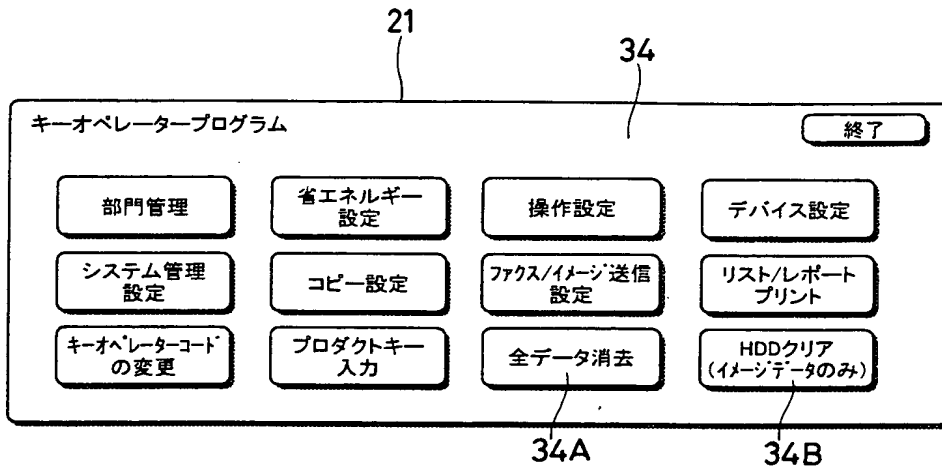 21
34
キーオペレータープログラム
終了
部門管理
省エネルギー
設定
操作設定
デバイス設定
システム管理
設定
コピー設定
ファクス/イメージ送信
設定
リスト/レポート
プリント
キーオペレーターコード
の変更
プロダクトキー
入力
全データ消去
HDDクリア
(イメージデータのみ)
34A
34B